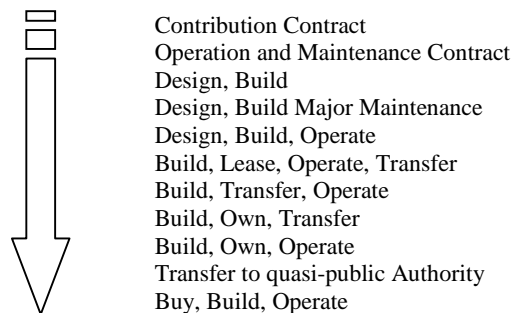 Contribution Contract
Operation and Maintenance Contract
Design, Build
Design, Build Major Maintenance
Design, Build, Operate
Build, Lease, Operate, Transfer
Build, Transfer, Operate
Build, Own, Transfer
Build, Own, Operate
Transfer to quasi-public Authority
Buy, Build, Operate